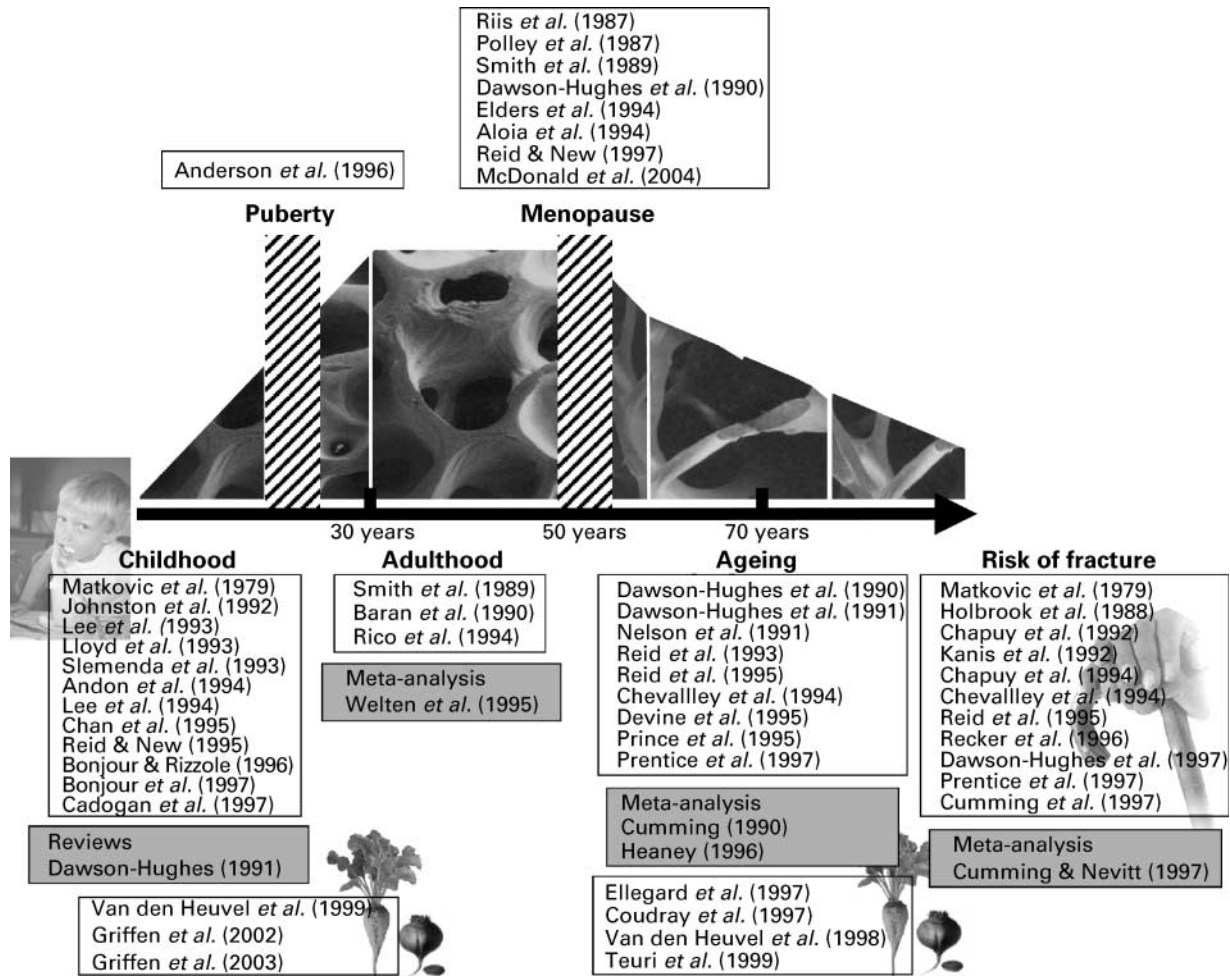 Riis et al. (1987)
Polley et al. (1987)
Smith et al. (1989)
Dawson-Hughes et al. (1990)
Elders et al. (1994)
Aloia et al. (1994)
Reid & New (1997)
McDonald et al. (2004)
Anderson et al. (1996)
Puberty
Menopause
30 years
50 years
70 years
Childhood
Matkovic et al. (1979)
Johnston et al. (1992)
Lee et al. (1993)
Lloyd et al. (1993)
Slemenda et al. (1993)
Andon et al. (1994)
Lee et al. (1994)
Chan et al. (1995)
Reid & New (1995)
Bonjour & Rizzole (1996)
Bonjour et al. (1997)
Cadogan et al. (1997)
Reviews
Dawson-Hughes (1991)
Van den Heuvel et al. (1999)
Griffen et al. (2002)
Griffen et al. (2003)
Adulthood
Smith et al. (1989)
Baran et al. (1990)
Rico et al. (1994)
Meta-analysis
Welten et al. (1995)
Ageing
Dawson-Hughes et al. (1990)
Dawson-Hughes et al. (1991)
Nelson et al. (1991)
Reid et al. (1993)
Reid et al. (1995)
Chevallley et al. (1994)
Devine et al. (1995)
Prince et al. (1995)
Prentice et al. (1997)
Meta-analysis
Cumming (1990)
Heaney (1996)
Ellegard et al. (1997)
Coudray et al. (1997)
Van den Heuvel et al. (1998)
Teuri et al. (1999)
Risk of fracture
Matkovic et al. (1979)
Holbrook et al. (1988)
Chapuy et al. (1992)
Kanis et al. (1992)
Chapuy et al. (1994)
Chevallley et al. (1994)
Reid et al. (1995)
Recker et al. (1996)
Dawson-Hughes et al. (1997)
Prentice et al. (1997)
Cumming et al. (1997)
Meta-analysis
Cumming & Nevitt (1997)